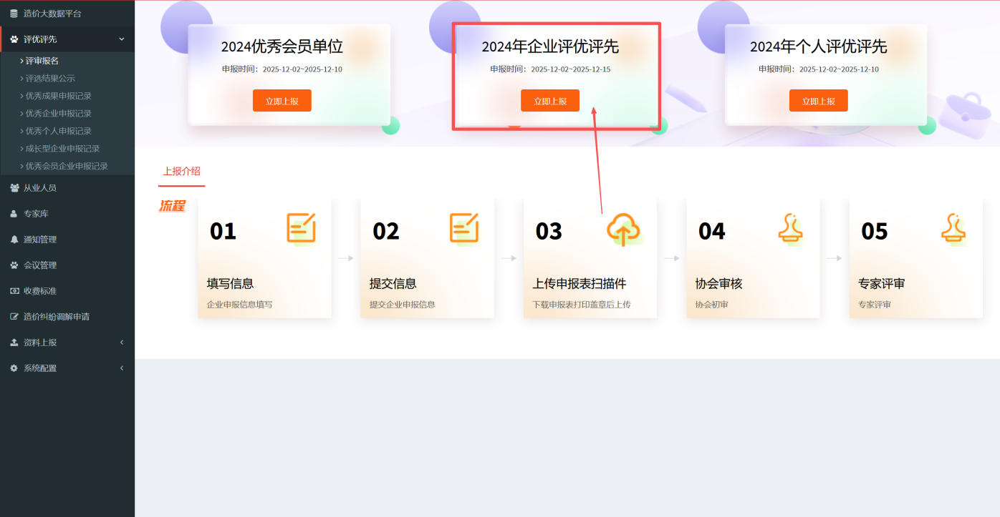 造价大数据平台
评优评先
评审报名
评选结果公示
优秀成果申报记录
优秀企业申报记录
优秀个人申报记录
成长型企业申报记录
优秀会员企业申报记录
从业人员
专家库
通知管理
会议管理
收费标准
造价纠纷调解申请
资料上报
系统配置
2024优秀会员单位
申报时间：2025-12-02~2025-12-10
立即上报
2024年企业评优评先
申报时间：2025-12-02~2025-12-15
立即上报
2024年个人评优评先
申报时间：2025-12-02~2025-12-10
立即上报
上报介绍
流程
01
填写信息
企业申报信息填写
02
提交信息
提交企业申报信息
03
上传申报表扫描件
下载申报表打印盖章后上传
04
协会审核
协会初审
05
专家评审
专家评审